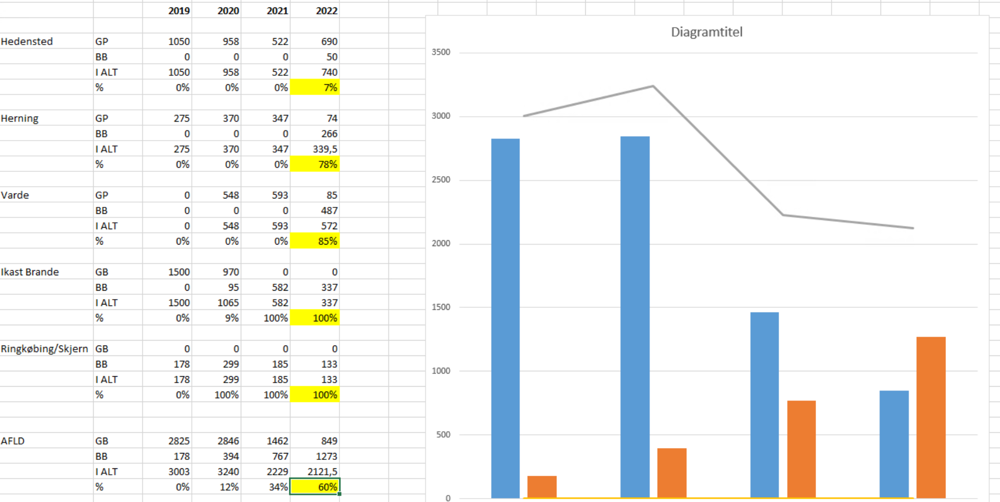 2019 2020 2021 2022
Hedensted GP 1050 958 522 690
BB 0 0 0 50
I ALT 1050 958 522 740
% 0% 0% 0% 7%
Herning GP 275 370 347 74
BB 0 0 0 266
I ALT 275 370 347 339,5
% 0% 0% 0% 78%
Varde GP 0 548 593 85
BB 0 0 0 487
I ALT 0 548 593 572
% 0% 0% 0% 85%
Ikast Brande GB 1500 970 0 0
BB 0 95 582 337
I ALT 1500 1065 582 337
% 0% 9% 100% 100%
Ringkøbing/Skjern GB 0 0 0 0
BB 178 299 185 133
I ALT 178 299 185 133
% 0% 100% 100% 100%
AFLD GB 2825 2846 1462 849
BB 178 394 767 1273
I ALT 3003 3240 2229 2121,5
% 0% 12% 34% 60%
Diagramtitel
3500
3000
2500
2000
1500
1000
500
0